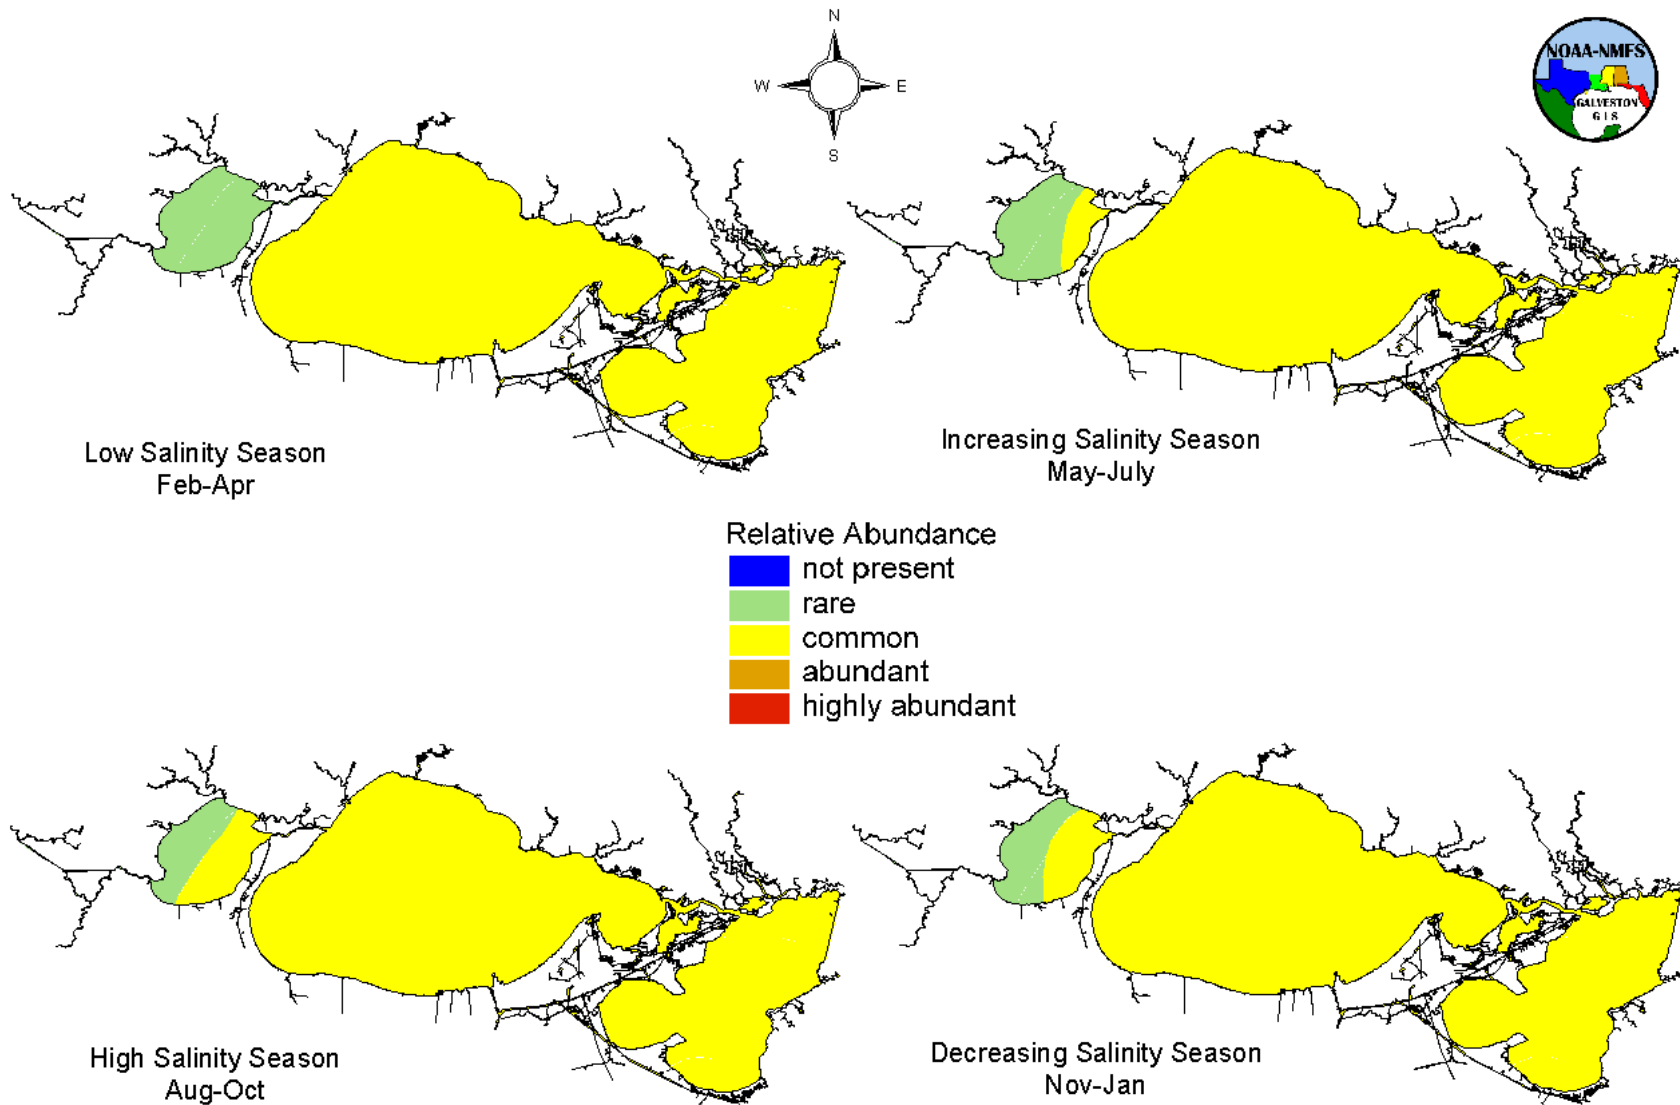 N
W E
S
NOAA-NMFS
GALVESTON
GIS
Low Salinity Season
Feb-Apr
Increasing Salinity Season
May-July
Relative Abundance
not present
rare
common
abundant
highly abundant
High Salinity Season
Aug-Oct
Decreasing Salinity Season
Nov-Jan